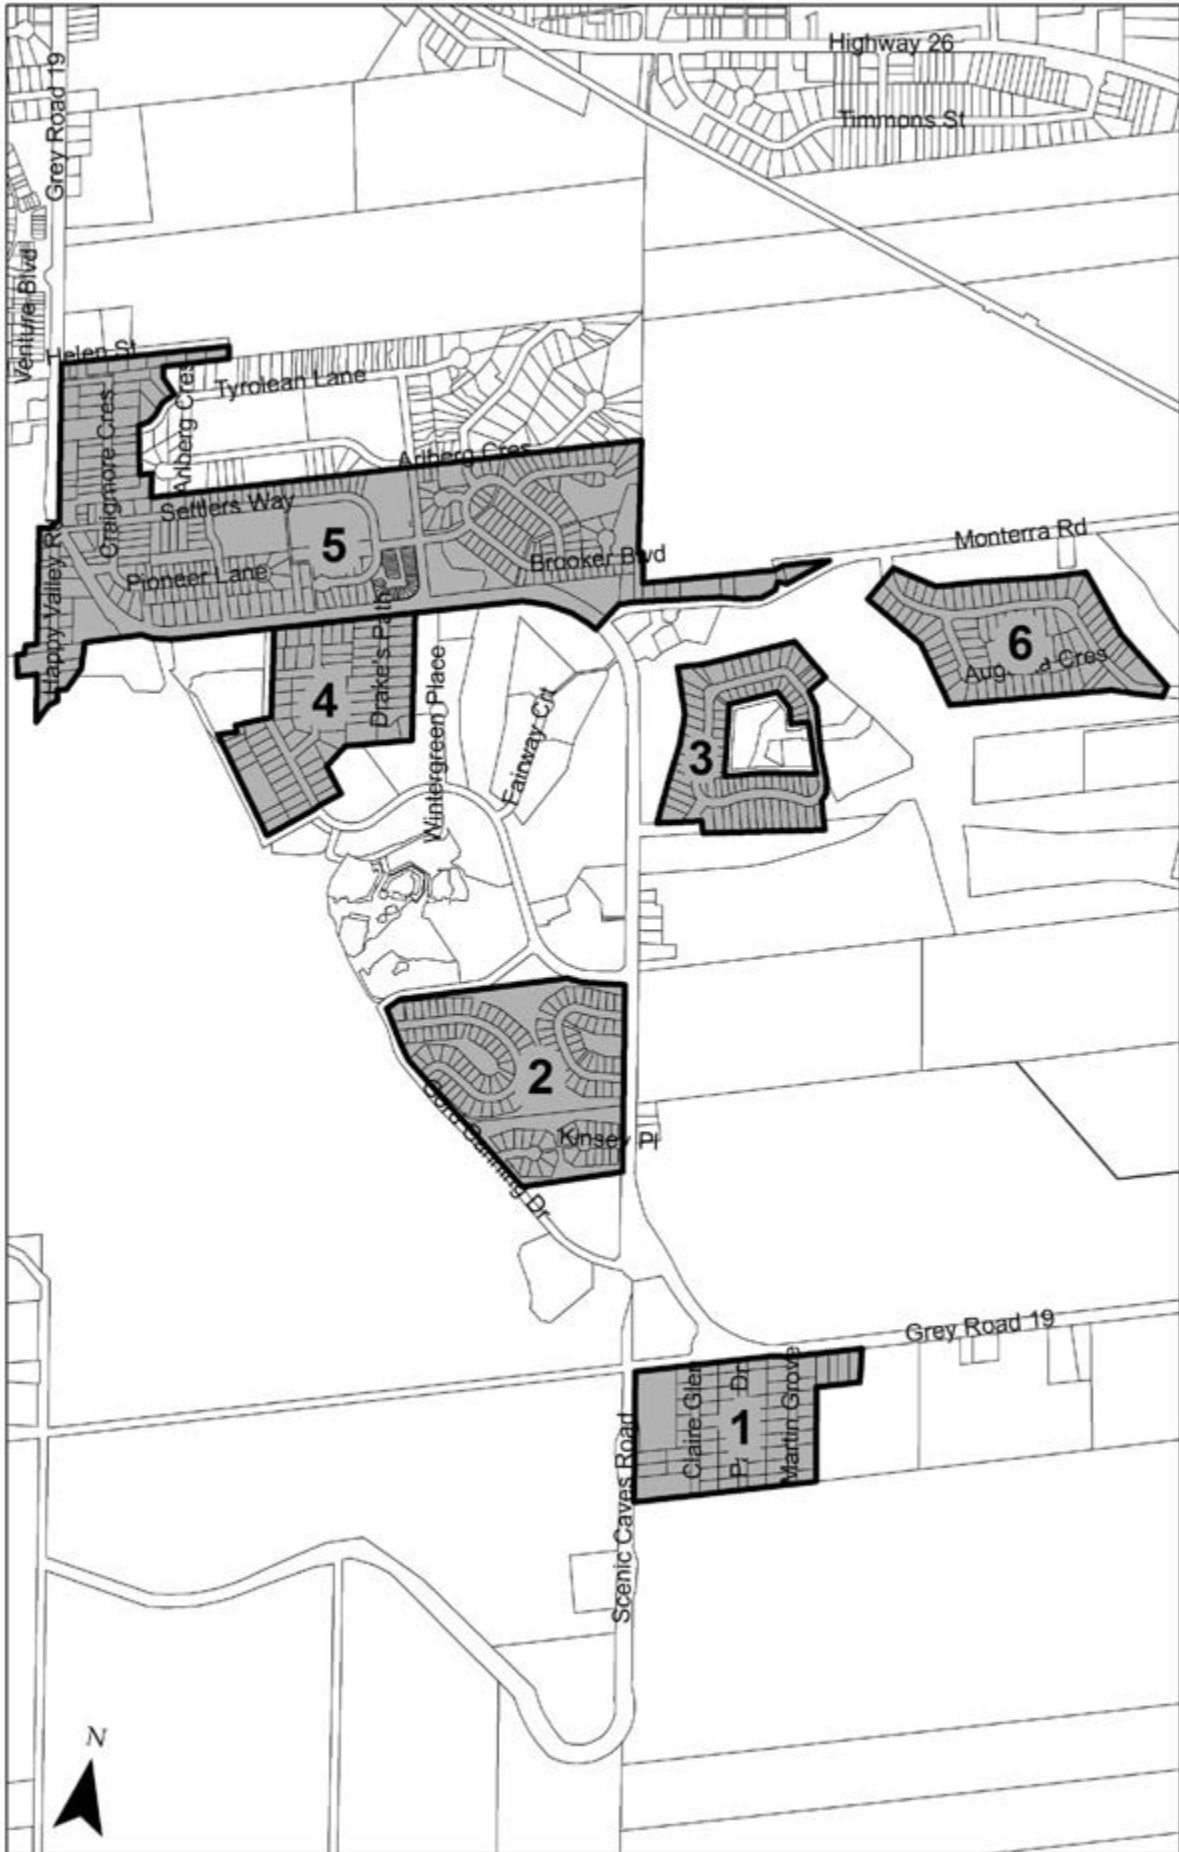 Highway 26
Grey Road 19
Timmons St
Venture Blvd
Helen St
Tyrolean Lane
Arlberg Cres
Craigmore Cres
Arlberg Cres
Settlers Way
5
Monterra Rd
Brooker Blvd
Pioneer Lane
Happy Valley Rd
Drake's Path
6
4
Wintergreen Place
Fairway Crt
3
2
Kinsey Pl
Grey Road 19
Claire Glen
Dr
Martin Grove
1
Scenic Caves Road
N